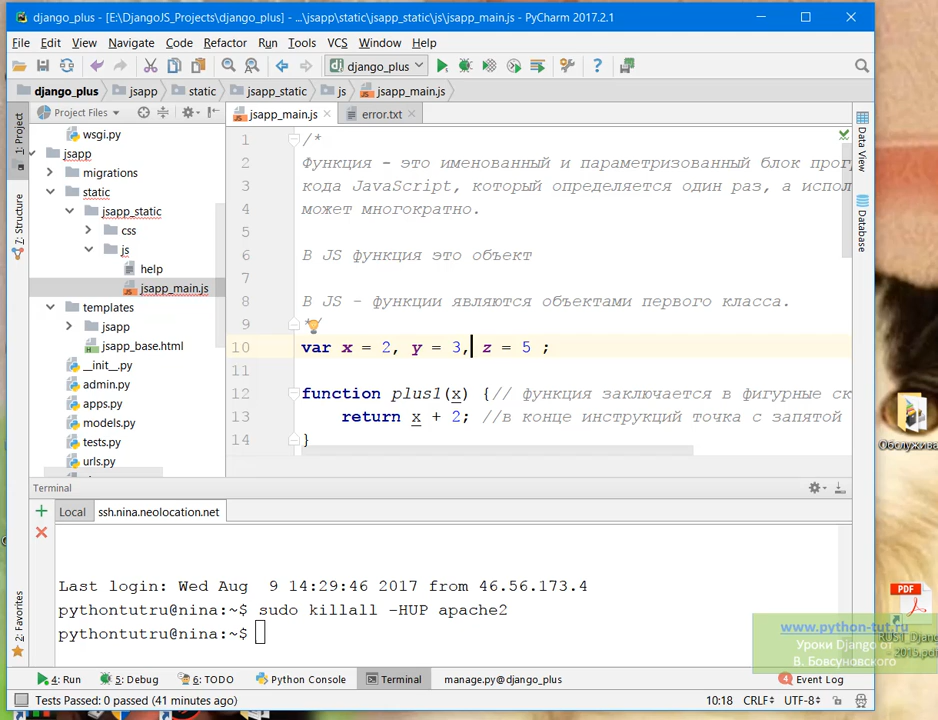 django_plus - [E:\DjangoJS_Projects\django_plus] - ...\jsapp\static\jsapp_static\js\jsapp_main.js - PyCharm 2017.2.1
File Edit View Navigate Code Refactor Run Tools VCS Window Help
django_plus
django_plus jsapp static jsapp_static js jsapp_main.js
Project Files
jsapp_main.js error.txt
1: Project
7: Structure
2: Favorites
wsgi.py
jsapp
migrations
static
jsapp_static
css
js
help
jsapp_main.js
templates
jsapp
jsapp_base.html
__init__.py
admin.py
apps.py
models.py
tests.py
urls.py
1 /*
2 Функция - это именованный и параметризованный блок прог
3 кода JavaScript, который определяется один раз, а испол
4 может многократно.
5
6 В JS функция это объект
7
8 В JS - функции являются объектами первого класса.
9 */
10 var x = 2, y = 3, z = 5 ;
11
12 function plus1(x) {// функция заключается в фигурные ск
13 return x + 2; //в конце инструкций точка с запятой
14 }
Data View
Database
Terminal
Local ssh.nina.neolocation.net
Last login: Wed Aug 9 14:29:46 2017 from 46.56.173.4
pythontutru@nina:~$ sudo killall -HUP apache2
pythontutru@nina:~$
4: Run 5: Debug 6: TODO Python Console Terminal manage.py@django_plus 4 Event Log
Tests Passed: 0 passed (41 minutes ago) 10:18 CRLF÷ UTF-8÷
Обслужива
PDF
www.python-tut.ru
Уроки Django от
В. Бовсуновского
RUST_Djang
- 2015.pdf